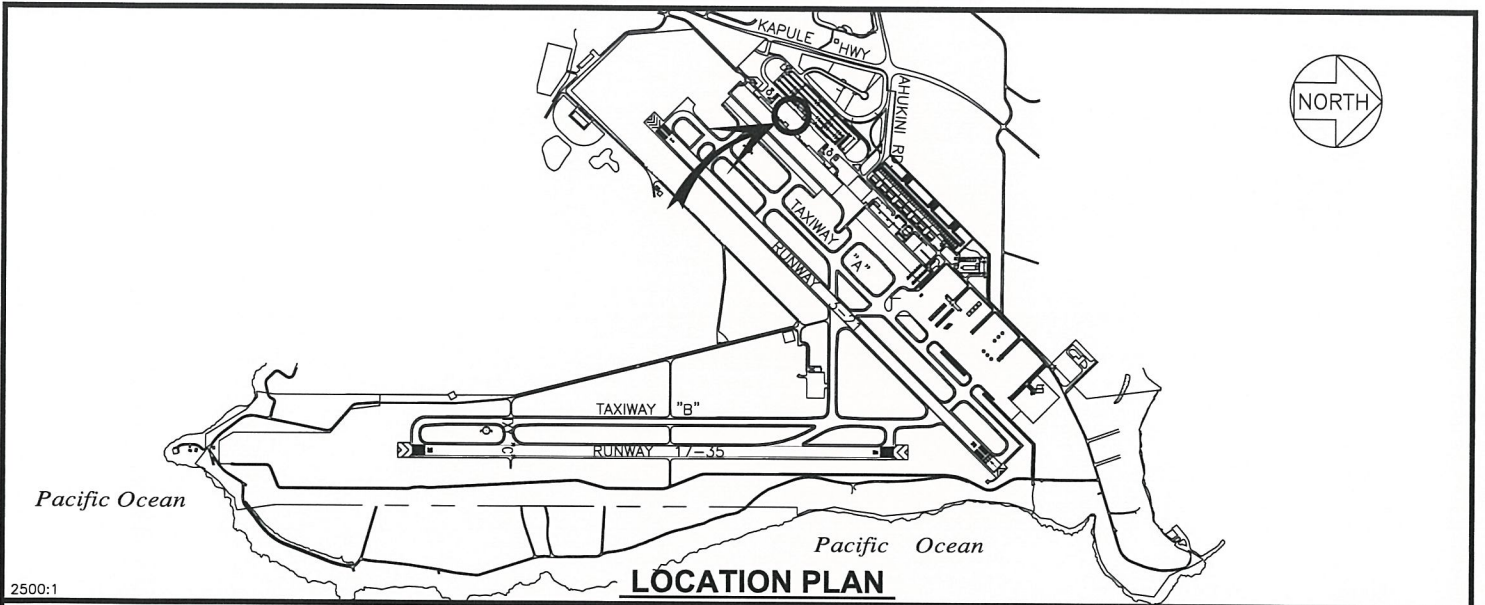 KAPULE HWY
AHUKINI RD
NORTH
TAXIWAY "A"
RUNWAY
TAXIWAY "B"
RUNWAY 17-35
Pacific Ocean
Pacific Ocean
LOCATION PLAN
2500:1